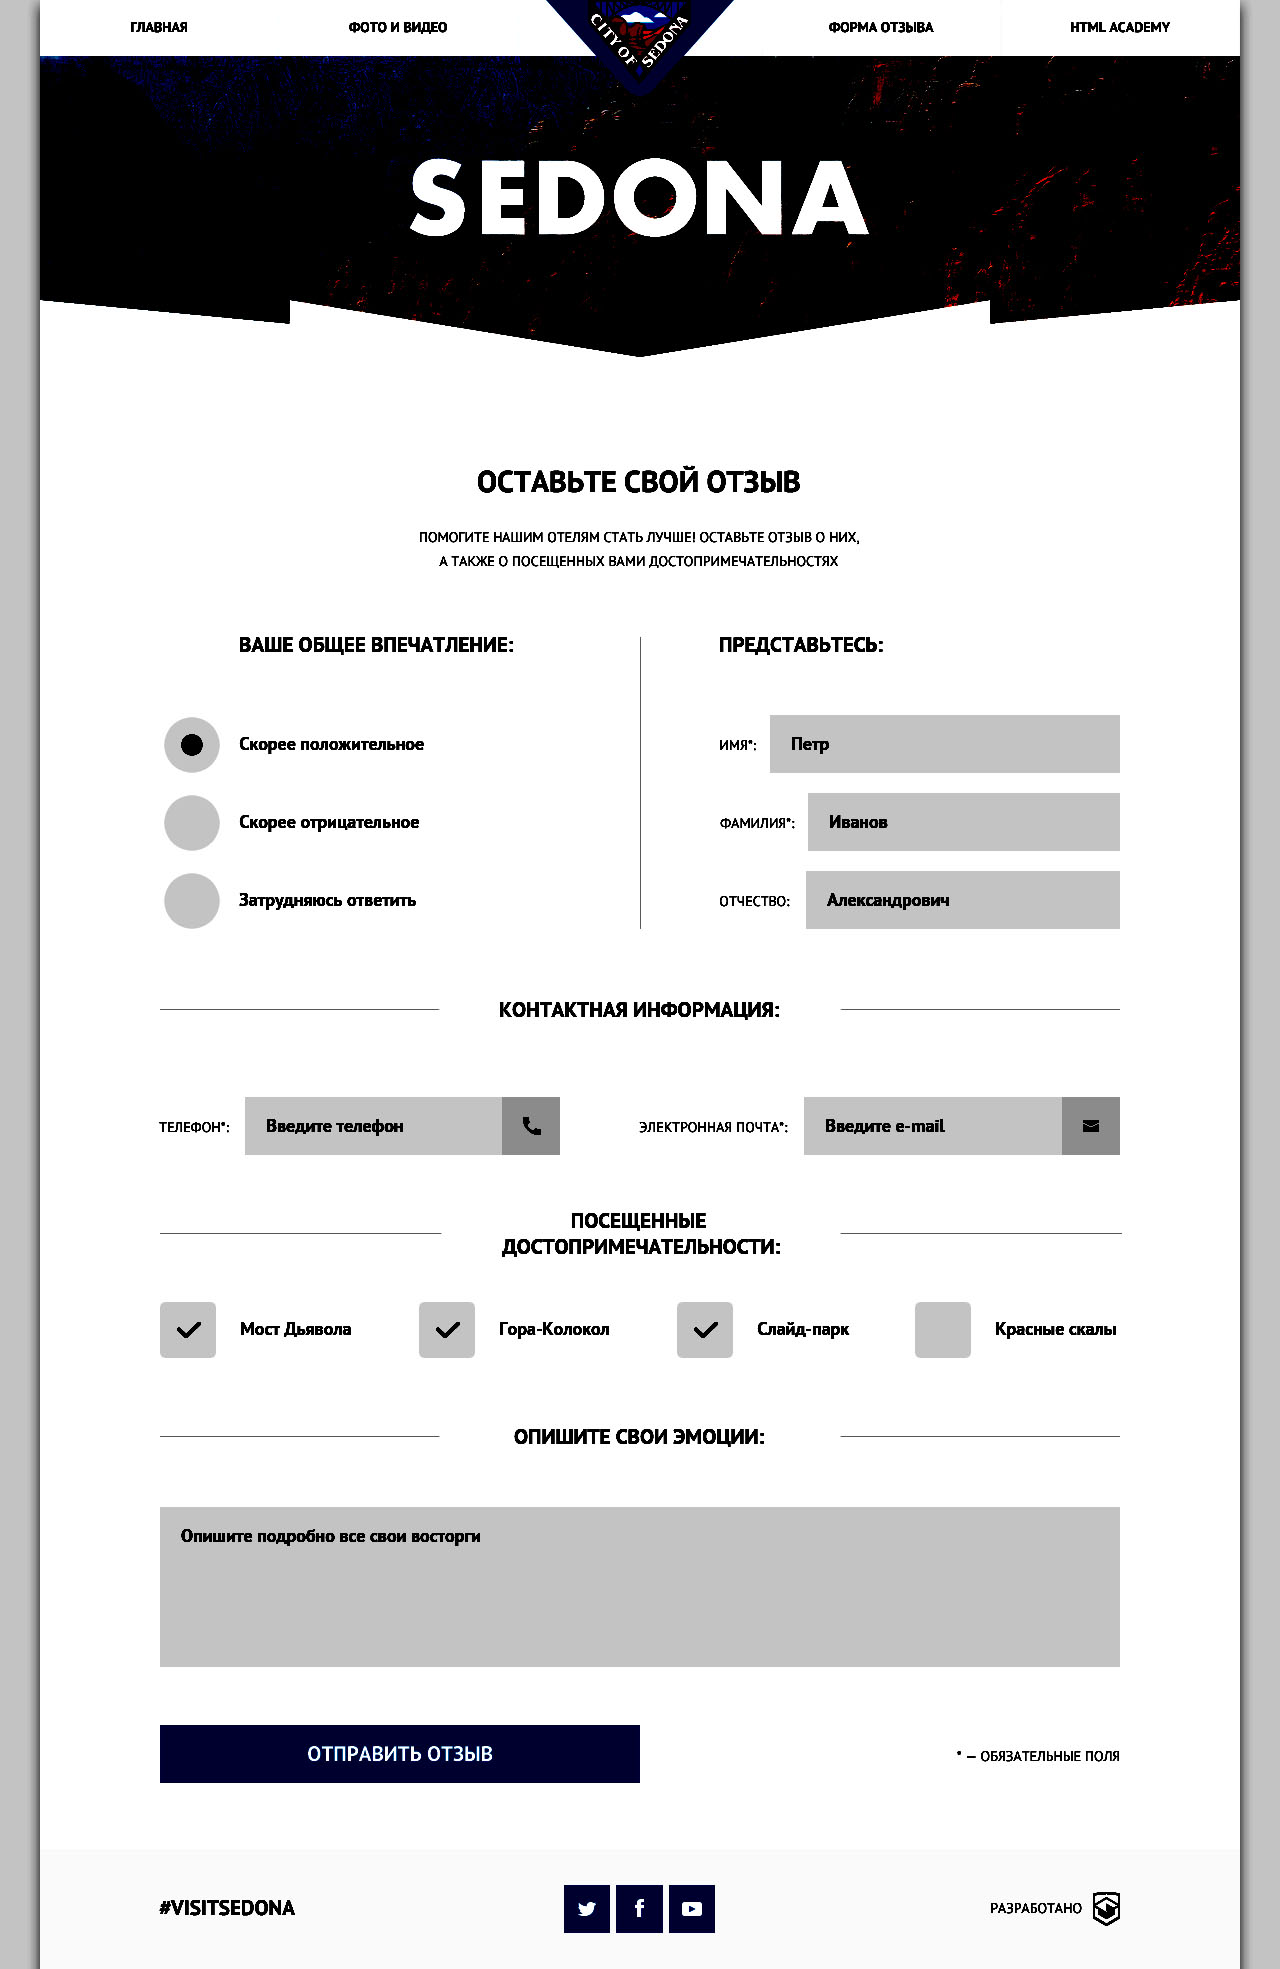 ГЛАВНАЯ
ФОТО И ВИДЕО
CITY OF SEDONA
ФОРМА ОТЗЫВА
HTML ACADEMY
SEDONA
ОСТАВЬТЕ СВОЙ ОТЗЫВ
ПОМОГИТЕ НАШИМ ОТЕЛЯМ СТАТЬ ЛУЧШЕ! ОСТАВЬТЕ ОТЗЫВ О НИХ,
А ТАКЖЕ О ПОСЕЩЕННЫХ ВАМИ ДОСТОПРИМЕЧАТЕЛЬНОСТЯХ
ВАШЕ ОБЩЕЕ ВПЕЧАТЛЕНИЕ:
Скорее положительное
Скорее отрицательное
Затрудняюсь ответить
ПРЕДСТАВЬТЕСЬ:
ИМЯ*: Петр
ФАМИЛИЯ*: Иванов
ОТЧЕСТВО: Александрович
КОНТАКТНАЯ ИНФОРМАЦИЯ:
ТЕЛЕФОН*: Введите телефон
ЭЛЕКТРОННАЯ ПОЧТА*: Введите e-mail
ПОСЕЩЕННЫЕ
ДОСТОПРИМЕЧАТЕЛЬНОСТИ:
Мост Дьявола
Гора-Колокол
Слайд-парк
Красные скалы
ОПИШИТЕ СВОИ ЭМОЦИИ:
Опишите подробно все свои восторги
ОТПРАВИТЬ ОТЗЫВ
* — ОБЯЗАТЕЛЬНЫЕ ПОЛЯ
#VISITSEDONA
РАЗРАБОТАНО